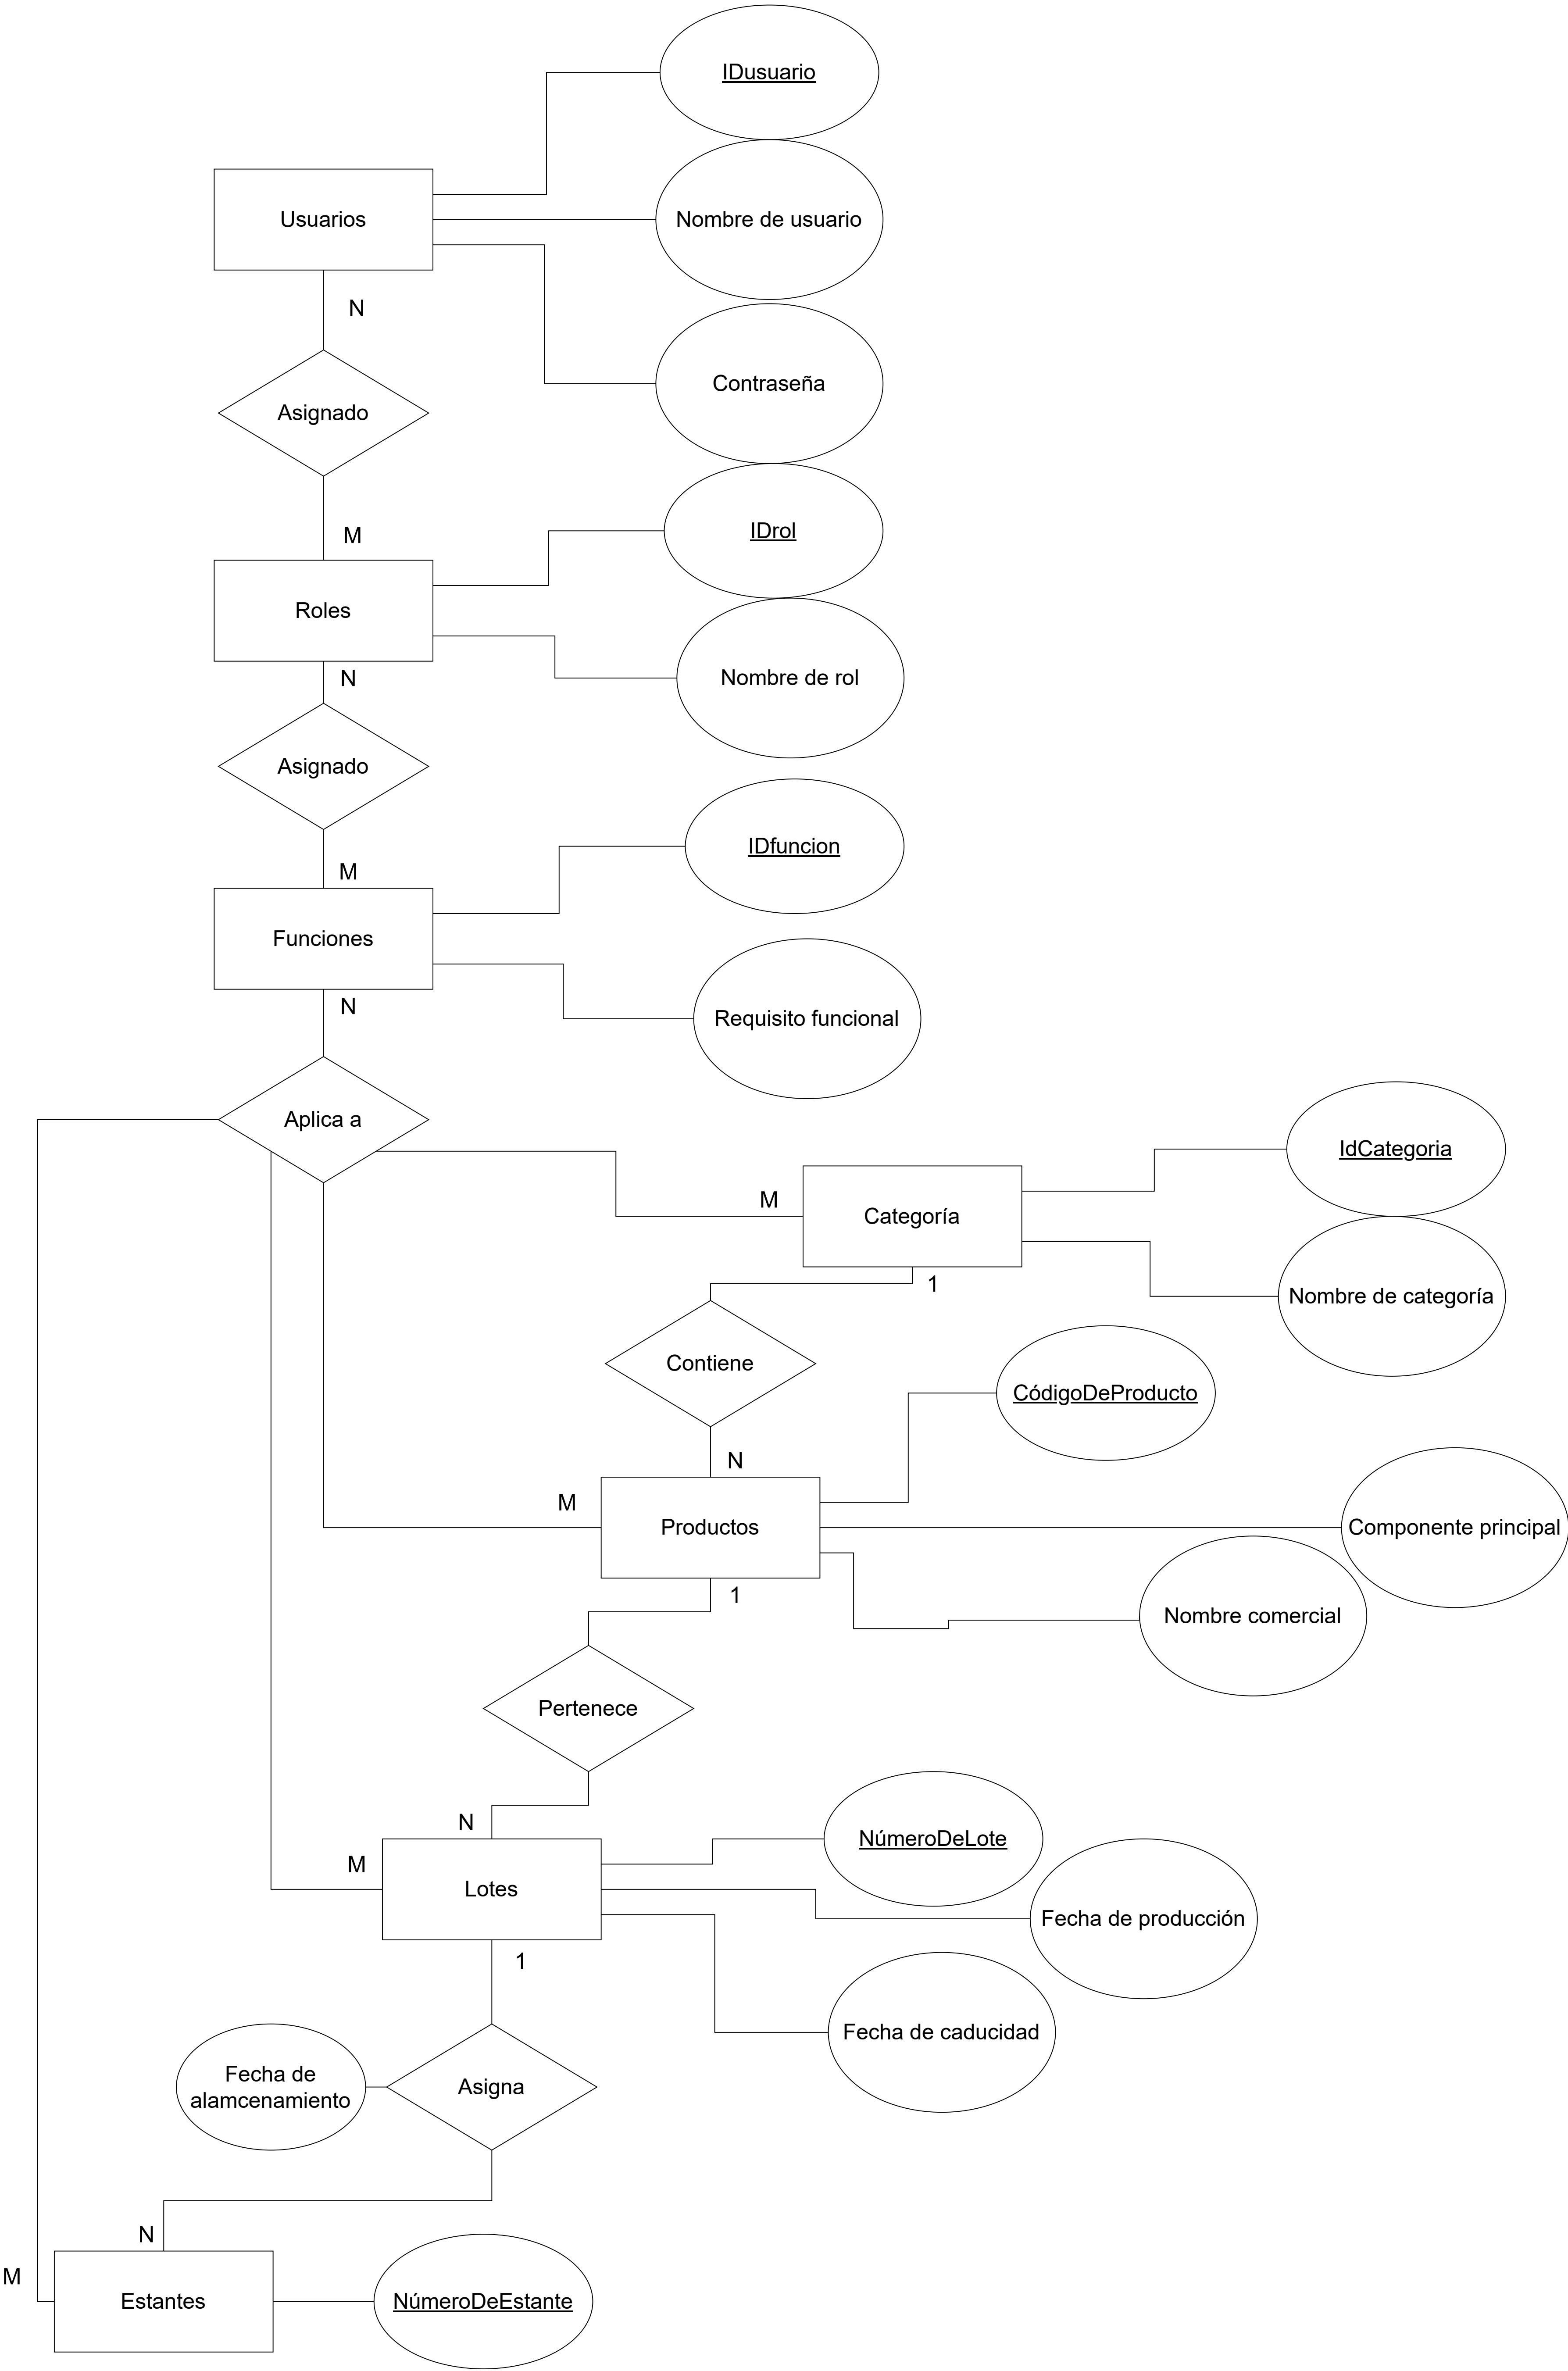 IDusuario
Usuarios
Nombre de usuario
N
Contraseña
Asignado
M
IDrol
Roles
N
Nombre de rol
Asignado
M
IDfuncion
Funciones
N
Requisito funcional
Aplica a
IdCategoria
M
Categoría
1
Nombre de categoría
Contiene
CódigoDeProducto
N
M
Productos
Componente principal
1
Nombre comercial
Pertenece
N
NúmeroDeLote
M
Lotes
Fecha de producción
1
Fecha de caducidad
Fecha de
alamcenamiento
Asigna
N
M
Estantes
NúmeroDeEstante